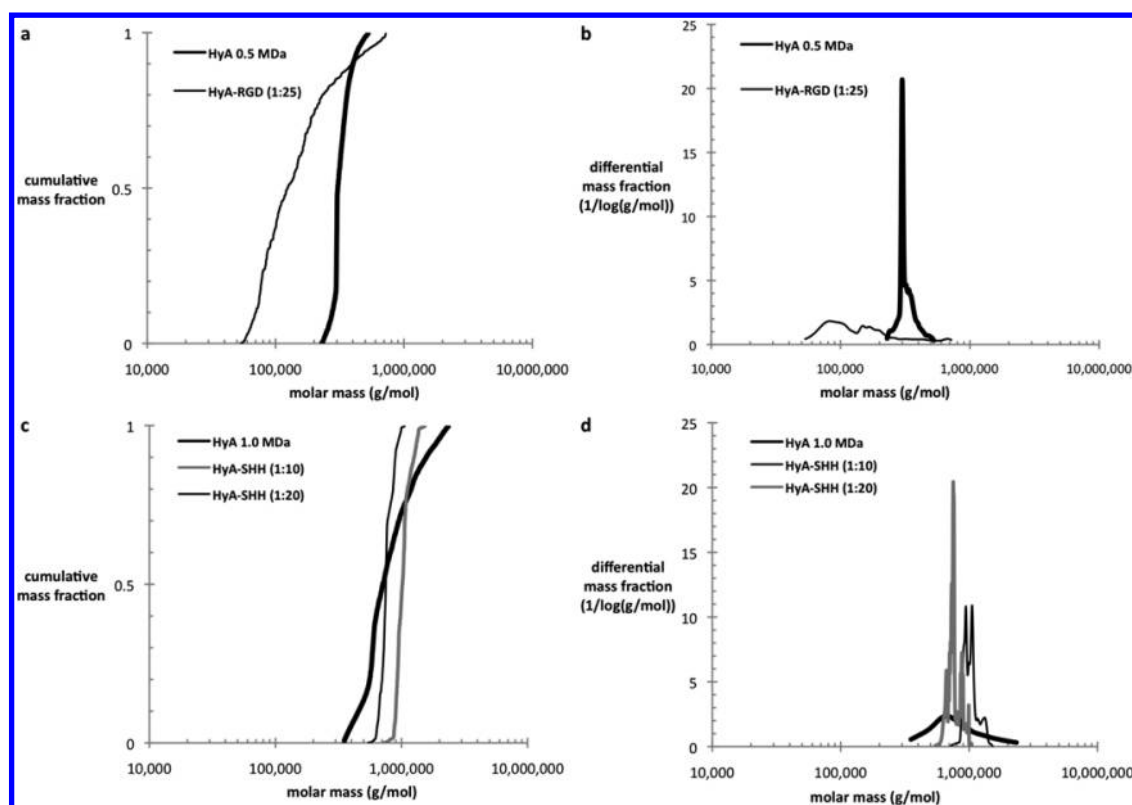 a
HyA 0.5 MDa
HyA-RGD (1:25)
cumulative
mass fraction
1
0.5
0
10,000 100,000 1,000,000 10,000,000
molar mass (g/mol)
b
HyA 0.5 MDa
HyA-RGD (1:25)
differential
mass fraction
(1/log(g/mol))
25
20
15
10
5
0
10,000 100,000 1,000,000 10,000,000
molar mass (g/mol)
c
HyA 1.0 MDa
HyA-SHH (1:10)
HyA-SHH (1:20)
cumulative
mass fraction
1
0.5
0
10,000 100,000 1,000,000 10,000,000
molar mass (g/mol)
d
HyA 1.0 MDa
HyA-SHH (1:10)
HyA-SHH (1:20)
differential
mass fraction
(1/log(g/mol))
25
20
15
10
5
0
10,000 100,000 1,000,000 10,000,000
molar mass (g/mol)